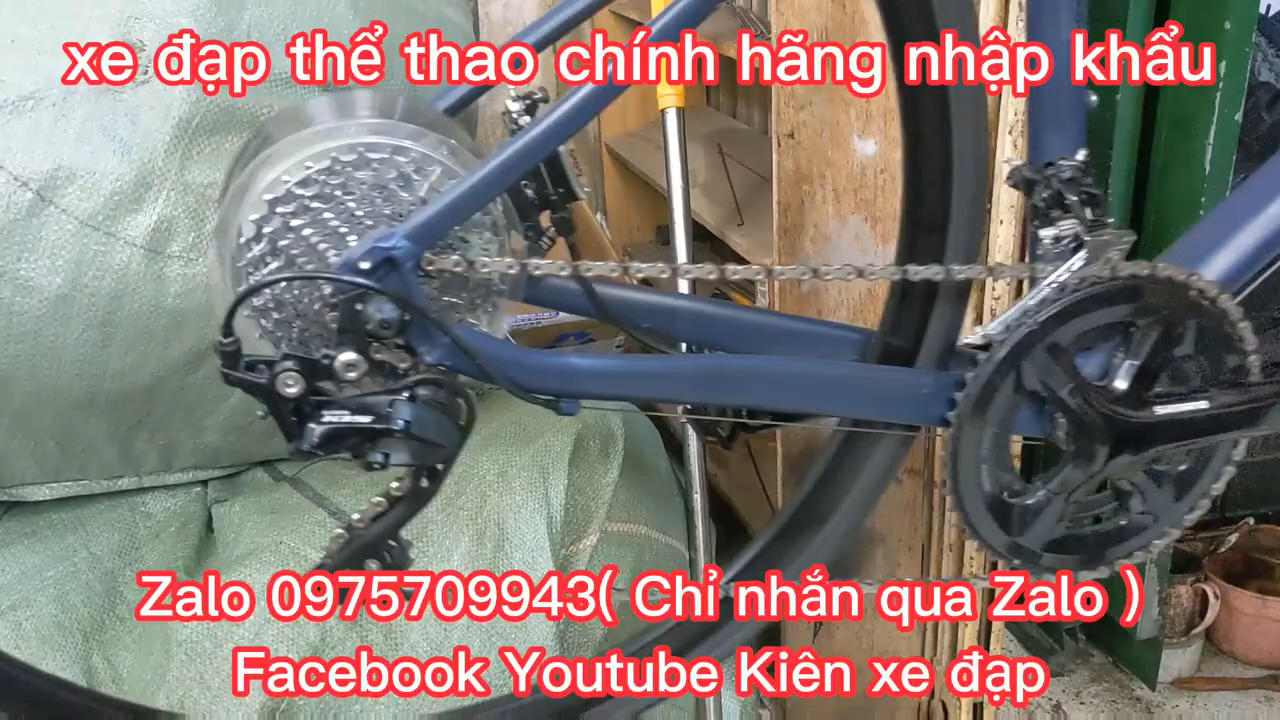 xe đạp thể thao chính hãng nhập khẩu
Zalo 0975709943( Chỉ nhắn qua Zalo )
Facebook Youtube Kiên xe đạp